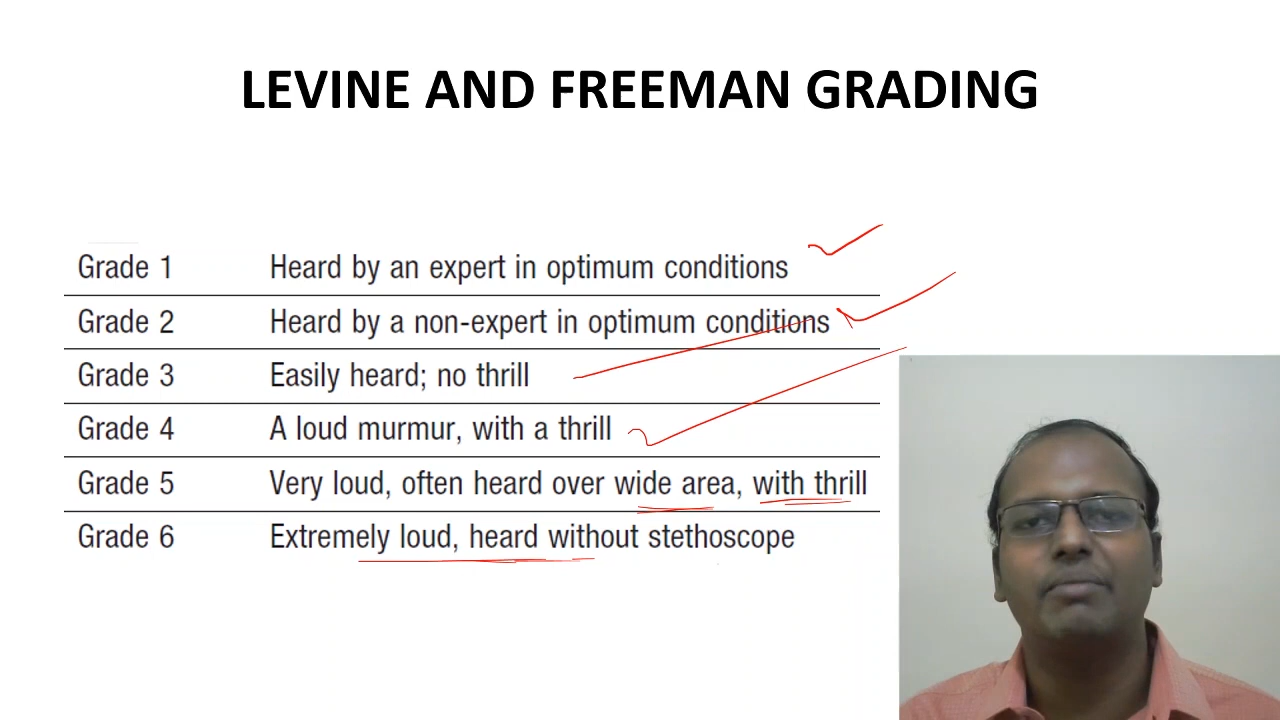 LEVINE AND FREEMAN GRADING
Grade 1 Heard by an expert in optimum conditions
Grade 2 Heard by a non-expert in optimum conditions
Grade 3 Easily heard; no thrill
Grade 4 A loud murmur, with a thrill
Grade 5 Very loud, often heard over wide area, with thrill
Grade 6 Extremely loud, heard without stethoscope